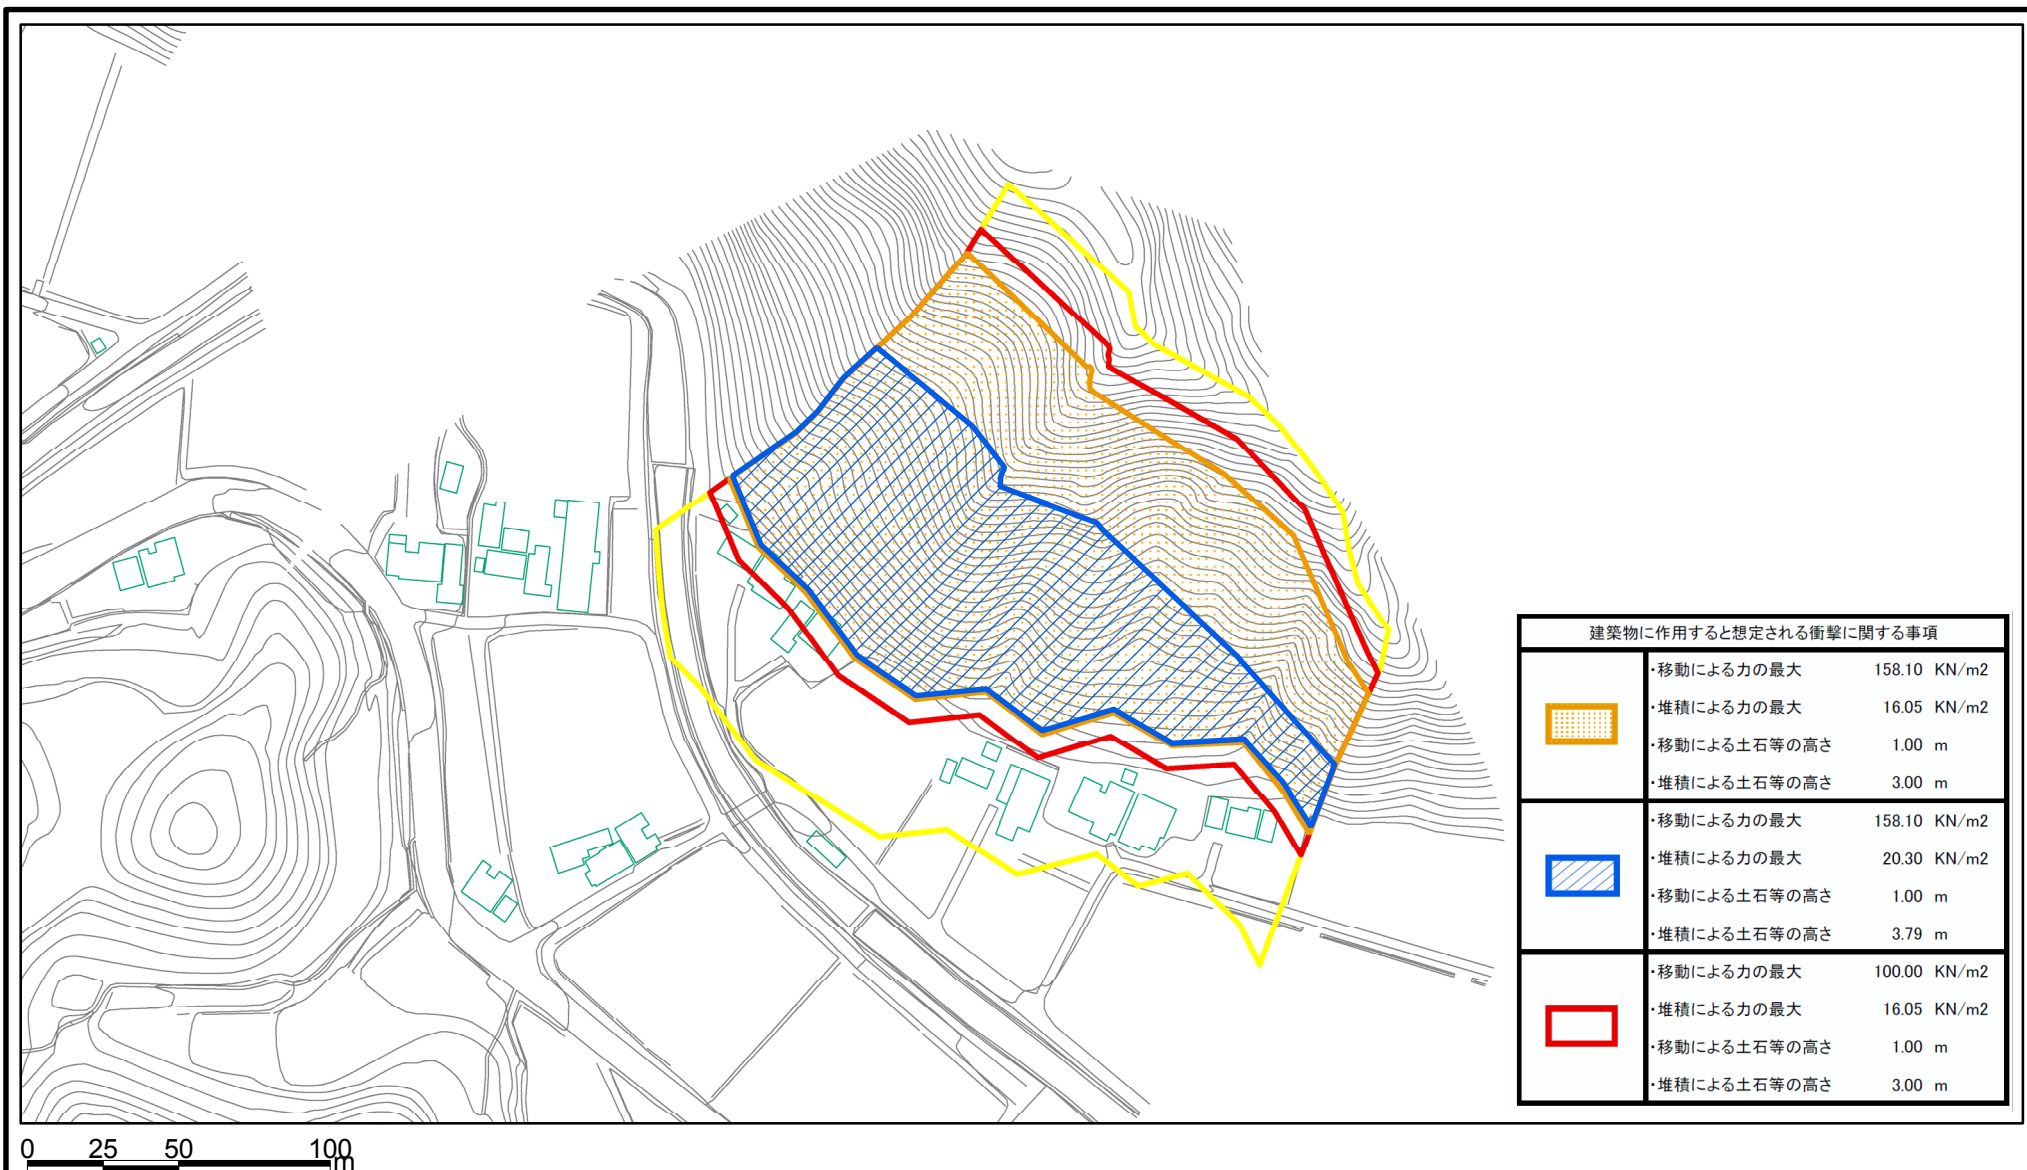 建築物に作用すると想定される衝撃に関する事項
・移動による力の最大 158.10 KN/m2
・堆積による力の最大 16.05 KN/m2
・移動による土石等の高さ 1.00 m
・堆積による土石等の高さ 3.00 m
・移動による力の最大 158.10 KN/m2
・堆積による力の最大 20.30 KN/m2
・移動による土石等の高さ 1.00 m
・堆積による土石等の高さ 3.79 m
・移動による力の最大 100.00 KN/m2
・堆積による力の最大 16.05 KN/m2
・移動による土石等の高さ 1.00 m
・堆積による土石等の高さ 3.00 m
0 25 50 100
m